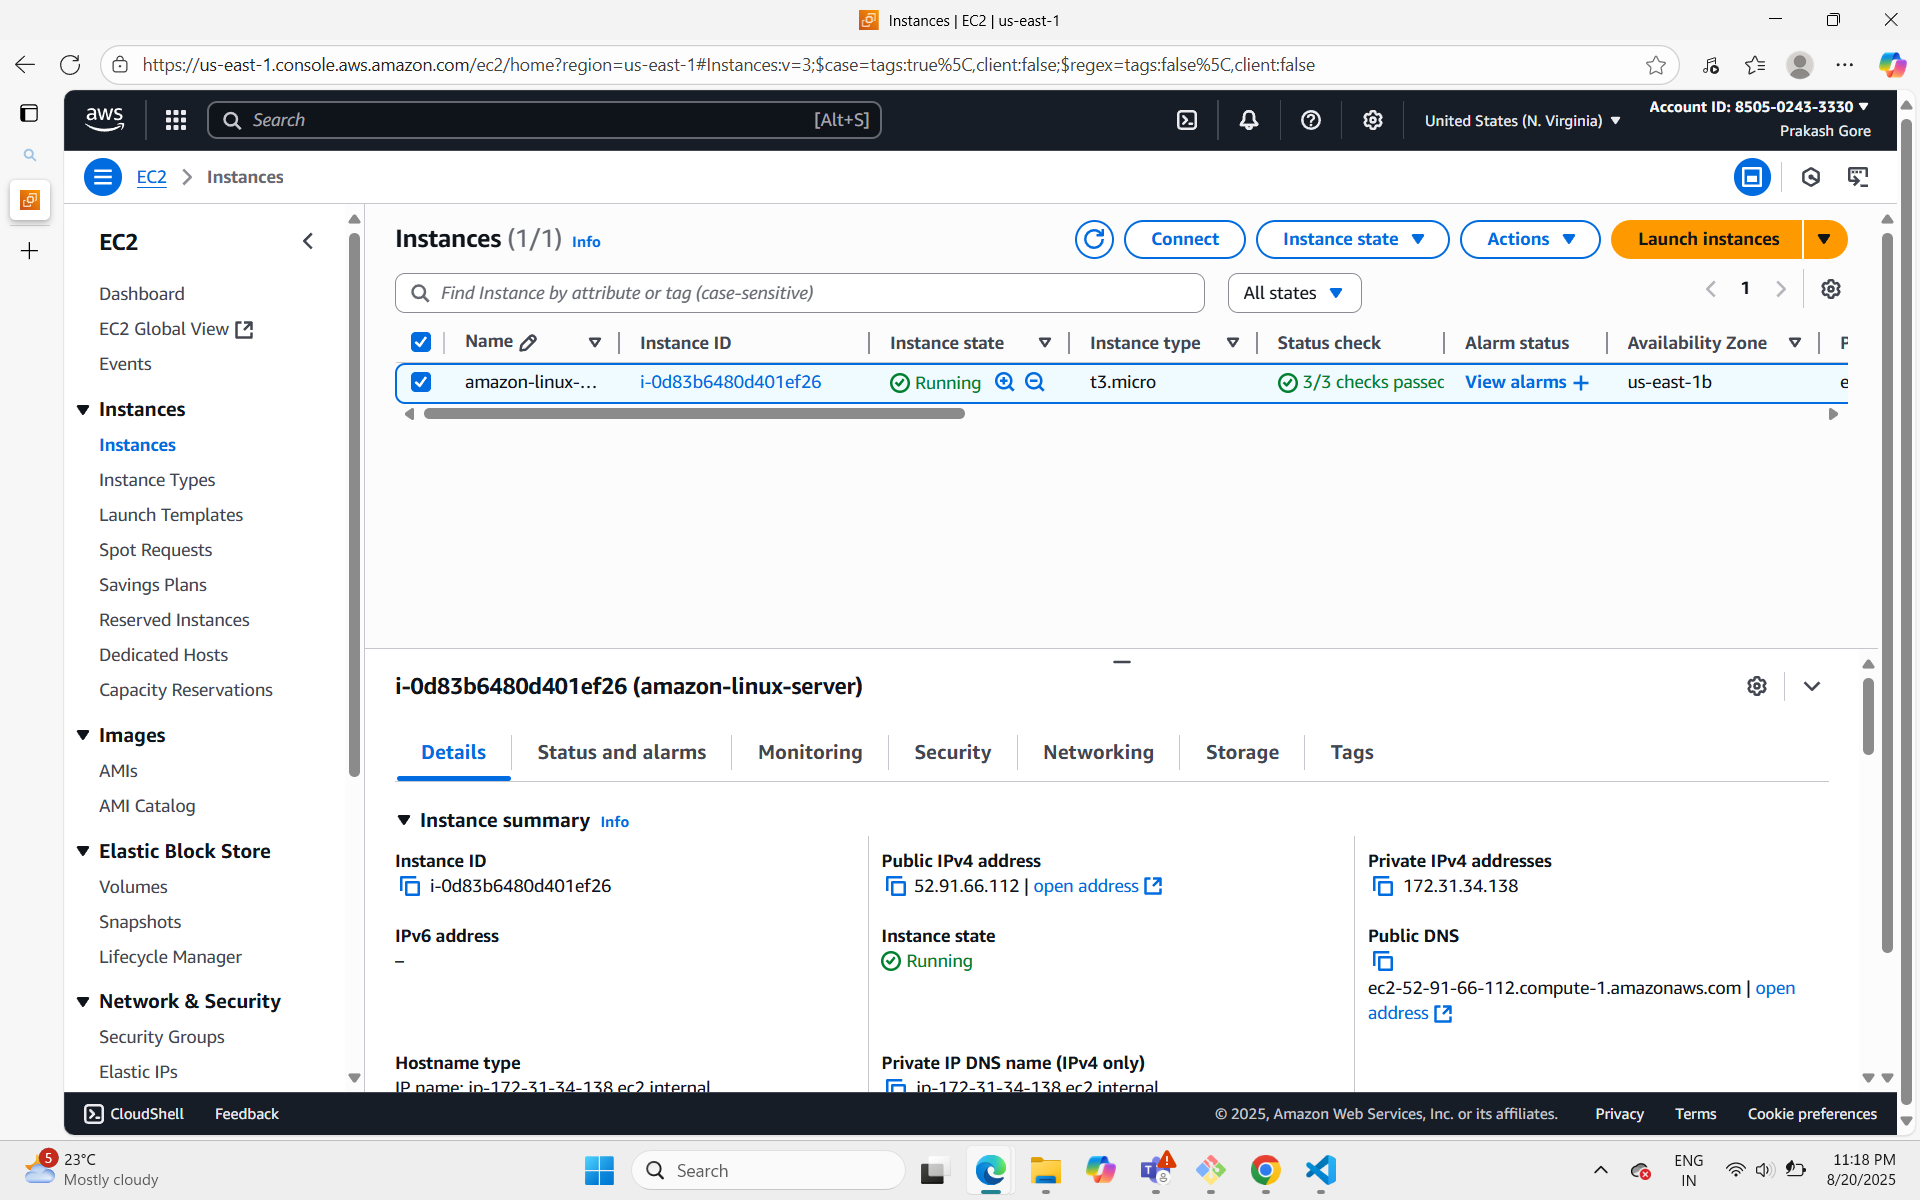 Instances | EC2 | us-east-1
https://us-east-1.console.aws.amazon.com/ec2/home?region=us-east-1#Instances:v=3;$case=tags:true%5C,client:false;$regex=tags:false%5C,client:false
aws
Search
[Alt+S]
United States (N. Virginia)
Account ID: 8505-0243-3330
Prakash Gore
EC2
Instances
EC2
Dashboard
EC2 Global View
Events
Instances
Instances
Instance Types
Launch Templates
Spot Requests
Savings Plans
Reserved Instances
Dedicated Hosts
Capacity Reservations
Images
AMIs
AMI Catalog
Elastic Block Store
Volumes
Snapshots
Lifecycle Manager
Network & Security
Security Groups
Elastic IPs
Instances (1/1) Info
Connect
Instance state
Actions
Launch instances
Find Instance by attribute or tag (case-sensitive)
All states
1
Name
Instance ID
Instance state
Instance type
Status check
Alarm status
Availability Zone
P
amazon-linux-...
i-0d83b6480d401ef26
Running
t3.micro
3/3 checks passec
View alarms +
us-east-1b
e
i-0d83b6480d401ef26 (amazon-linux-server)
Details
Status and alarms
Monitoring
Security
Networking
Storage
Tags
Instance summary Info
Instance ID
i-0d83b6480d401ef26
Public IPv4 address
52.91.66.112 | open address
Private IPv4 addresses
172.31.34.138
IPv6 address
–
Instance state
Running
Public DNS
ec2-52-91-66-112.compute-1.amazonaws.com | open
address
Hostname type
IP name: ip-172-31-34-138.ec2.internal
Private IP DNS name (IPv4 only)
ip-172-31-34-138.ec2.internal
CloudShell
Feedback
© 2025, Amazon Web Services, Inc. or its affiliates.
Privacy
Terms
Cookie preferences
5
23°C
Mostly cloudy
Search
ENG
IN
11:18 PM
8/20/2025